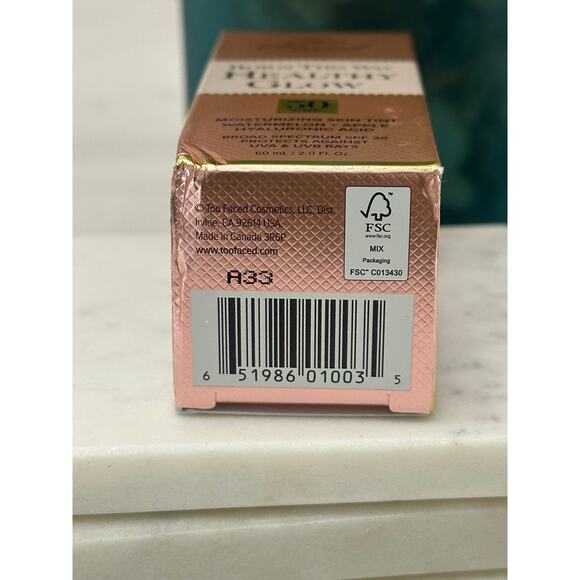 Too Faced
BORN THIS WAY
HEALTHY
GLOW
30
MOISTURIZING SKIN TINT
WATERMELON + APPLE
HYALURONIC ACID
BROAD SPECTRUM SPF 30
PROTECTS AGAINST
UVA & UVB RAYS
60 mL / 2.0 FL. Oz.
© Too Faced Cosmetics, LLC, Dist.
Irvine, CA 92614 USA
Made in Canada 3R6P
www.toofaced.com
FSC
www.fsc.org
MIX
Packaging
FSC™ C013430
A33
6 51986 01003 5